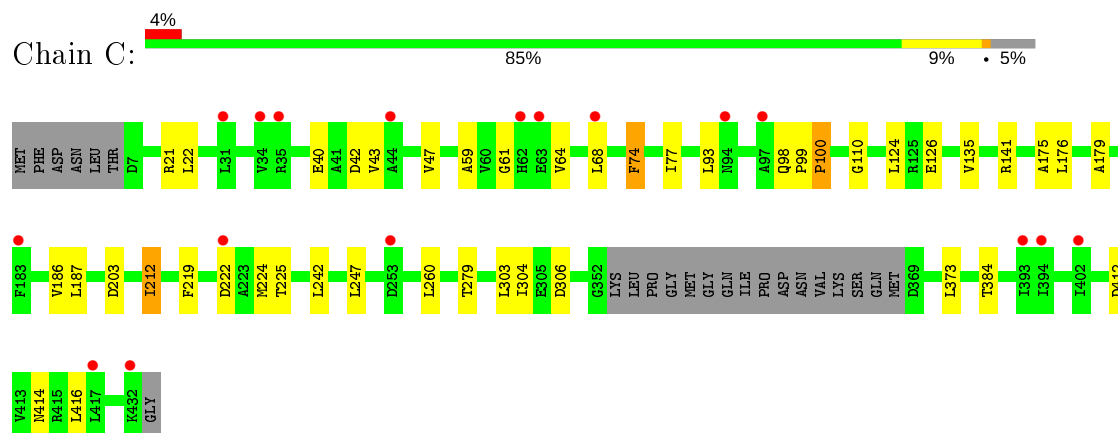 4%
Chain C:
85% 9% • 5%
MET PHE ASP ASN LEU THR D7 R21 L22 L31 V34 R35 E40 A41 D42 V43 A44 V47 A59 V60 G61 H62 E63 V64 L68 F74 I77 L93 N94 A97 Q98 P99 P100 G110 L124 R125 E126 V135 R141 A175 L176 A179
F183 V186 L187 D203 I212 F219 D222 A223 M224 T225 L242 L247 D253 L260 T279 L303 I304 E305 D306 G352 LYS LEU PRO GLY MET GLY GLN ILE PRO ASP ASN VAL LYS SER GLN MET D369 L373 T384 I393 I394 I402
V413 N414 R415 L416 L417 K432 GLY